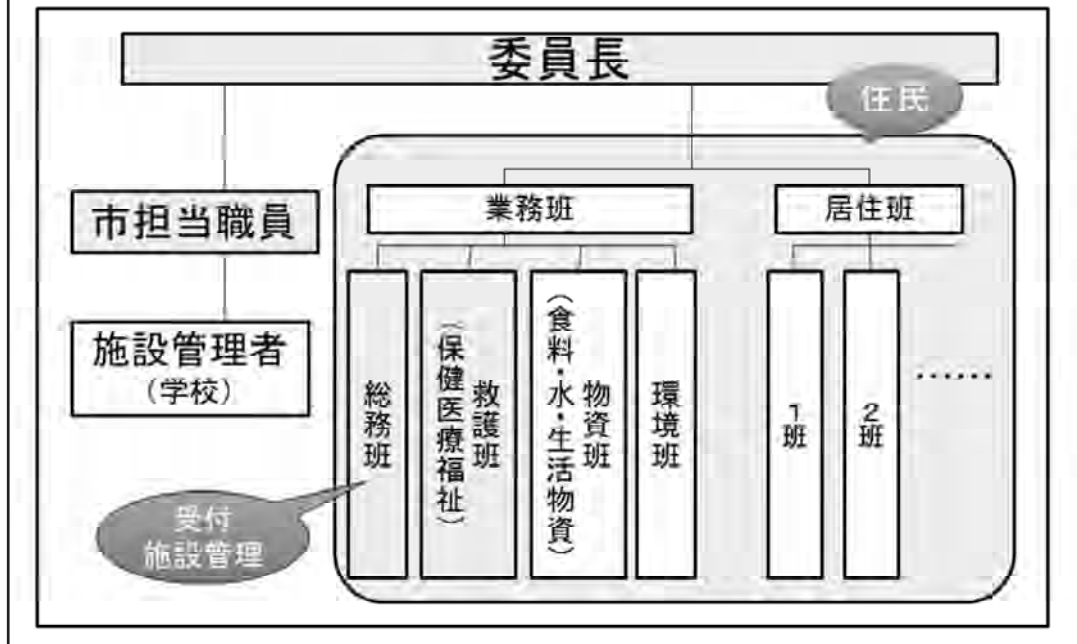 委員長
住民
市担当職員
業務班
居住班
施設管理者
（学校）
総務班
救護班
（保健医療福祉）
物資班
（食料・水・生活物資）
環境班
1班
2班
……
受付
施設管理